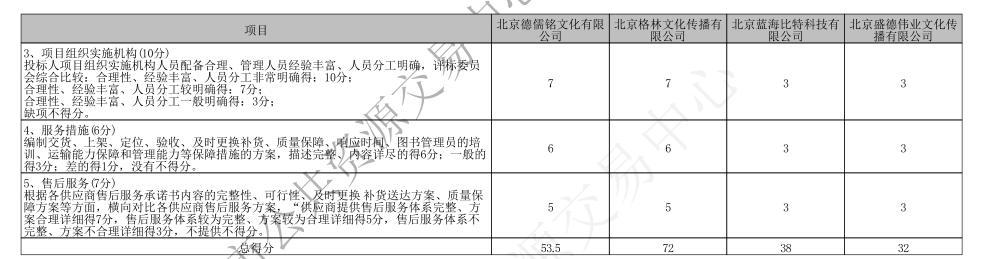 项目 北京德儒铭文化有限公司 北京格林文化传播有限公司 北京蓝海比特科技有限公司 北京盛德伟业文化传播有限公司
3、项目组织实施机构(10分)
投标人项目组织实施机构人员配备合理、管理人员经验丰富、人员分工明确，评标委员
会综合比较：合理性、经验丰富、人员分工非常明确得：10分；
合理性、经验丰富、人员分工较明确得：7分；
合理性、经验丰富、人员分工一般明确得：3分；
缺项不得分。
7 7 3 3
4、服务措施(6分)
编制交货、上架、定位、验收、及时更换补货、质量保障、响应时间、图书管理员的培
训、运输能力保障和管理能力等保障措施的方案，描述完整、内容详尽的得6分；一般的
得3分；差的得1分，没有不得分。
6 6 3 3
5、售后服务(7分)
根据各供应商售后服务承诺书内容的完整性、可行性、及时更换 补货送达方案、质量保
障方案等方面，横向对比各供应商售后服务方案，“供应商提供售后服务体系完整、方
案合理详细得7分，售后服务体系较为完整、方案较为合理详细得5分，售后服务体系不
完整、方案不合理详细得3分，不提供不得分。
5 5 3 3
总得分 53.5 72 38 32
公共资源交易中心
源交易中心